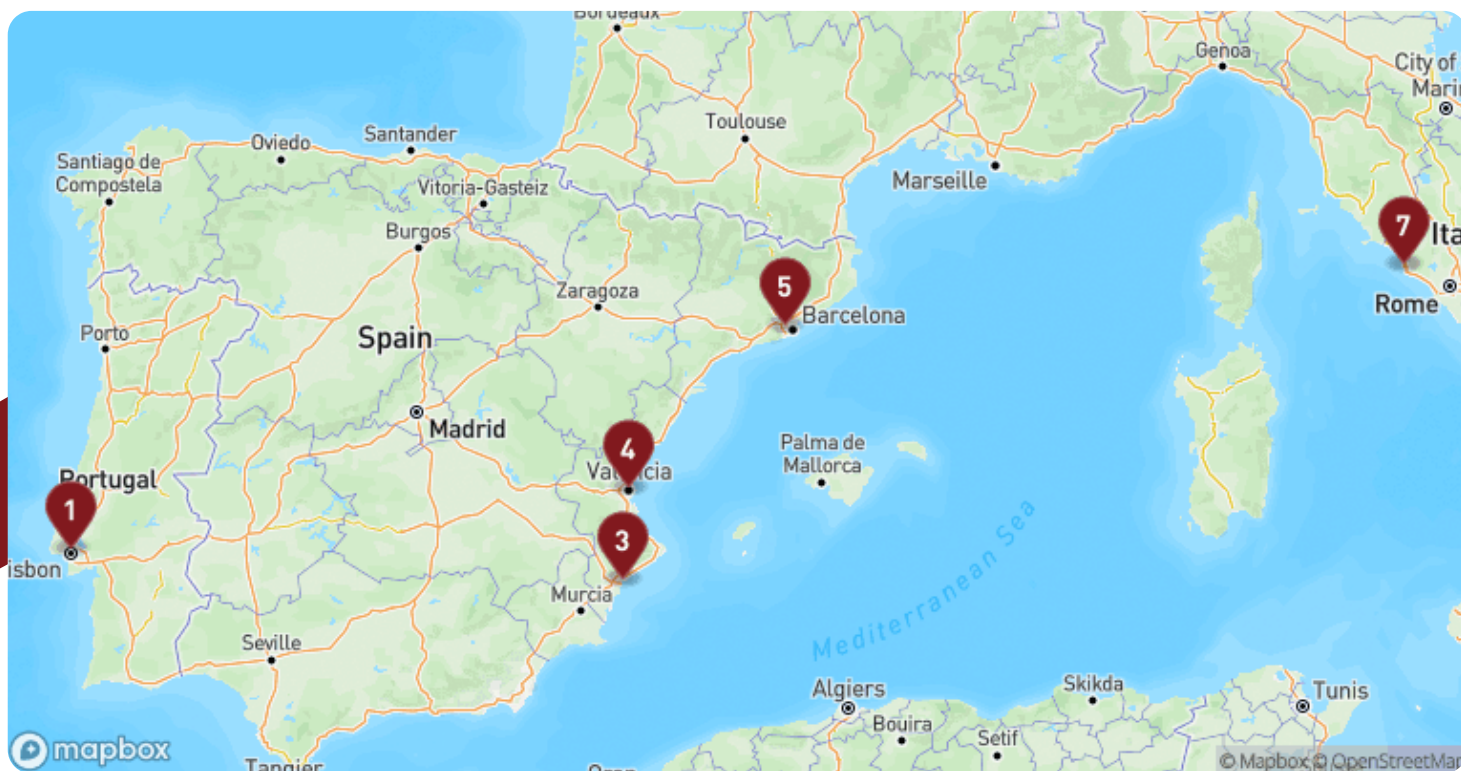 Bordeaux
Genoa
City of
Marin
Santander
Oviedo
Toulouse
Santiago de
Compostela
Marseille
Vitoria-Gasteiz
7
Ita
Burgos
5
Zaragoza
Barcelona
Rome
Porto
Spain
Madrid
4
Palma de
Mallorca
València
Portugal
1
3
isbon
Murcia
Mediterranean Sea
Seville
Algiers
Skikda
Tunis
Bouira
Setif
mapbox
Tangier
Oran
© Mapbox © OpenStreetMap